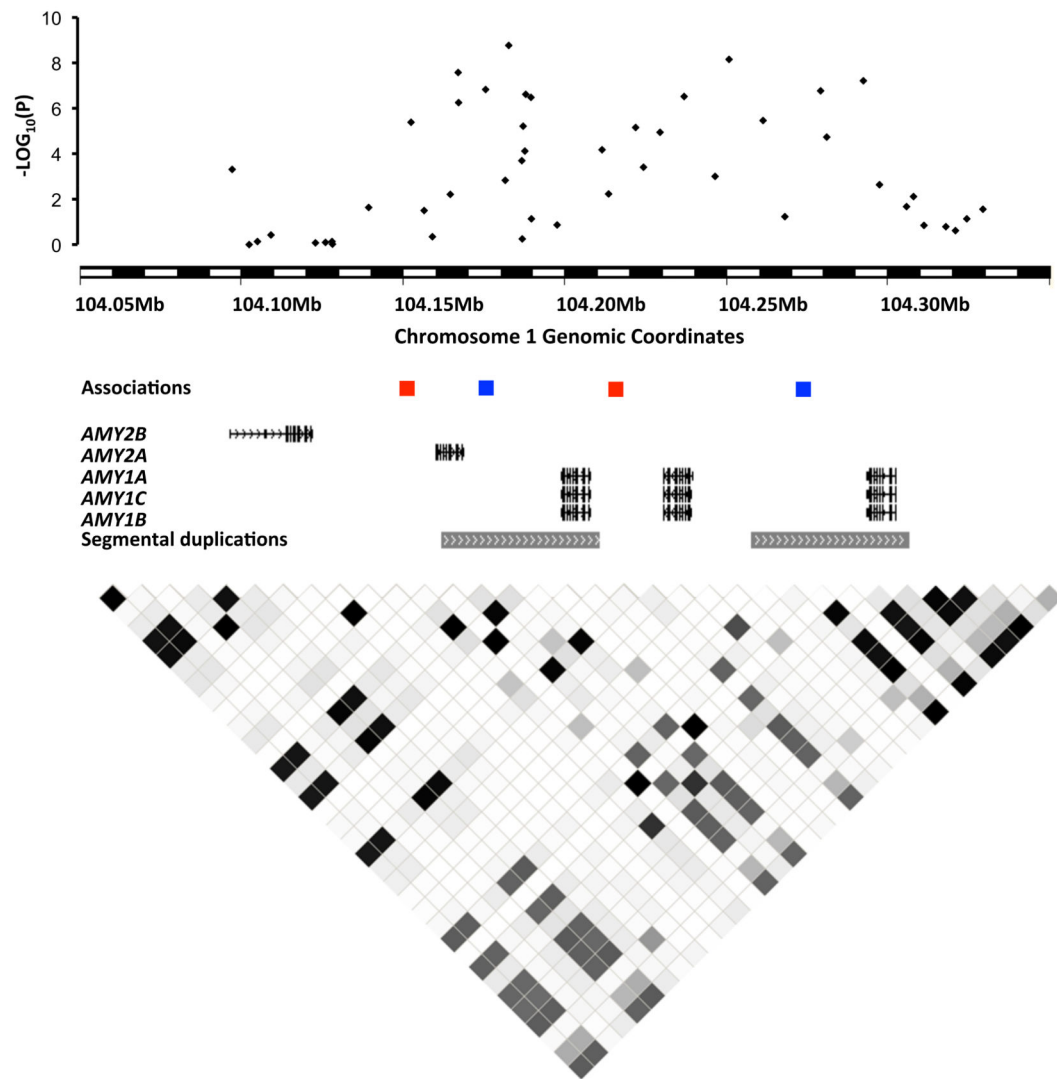 10
8
6
4
2
0
-LOG10(P)
104.05Mb 104.10Mb 104.15Mb 104.20Mb 104.25Mb 104.30Mb
Chromosome 1 Genomic Coordinates
Associations
AMY2B
AMY2A
AMY1A
AMY1C
AMY1B
Segmental duplications